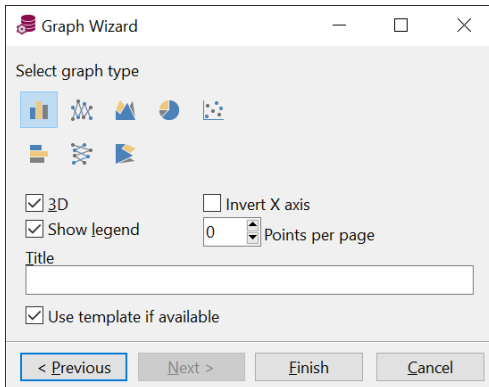 Graph Wizard
Select graph type
3D
Invert X axis
Show legend
0
Points per page
Title
Use template if available
< Previous
Next >
Finish
Cancel